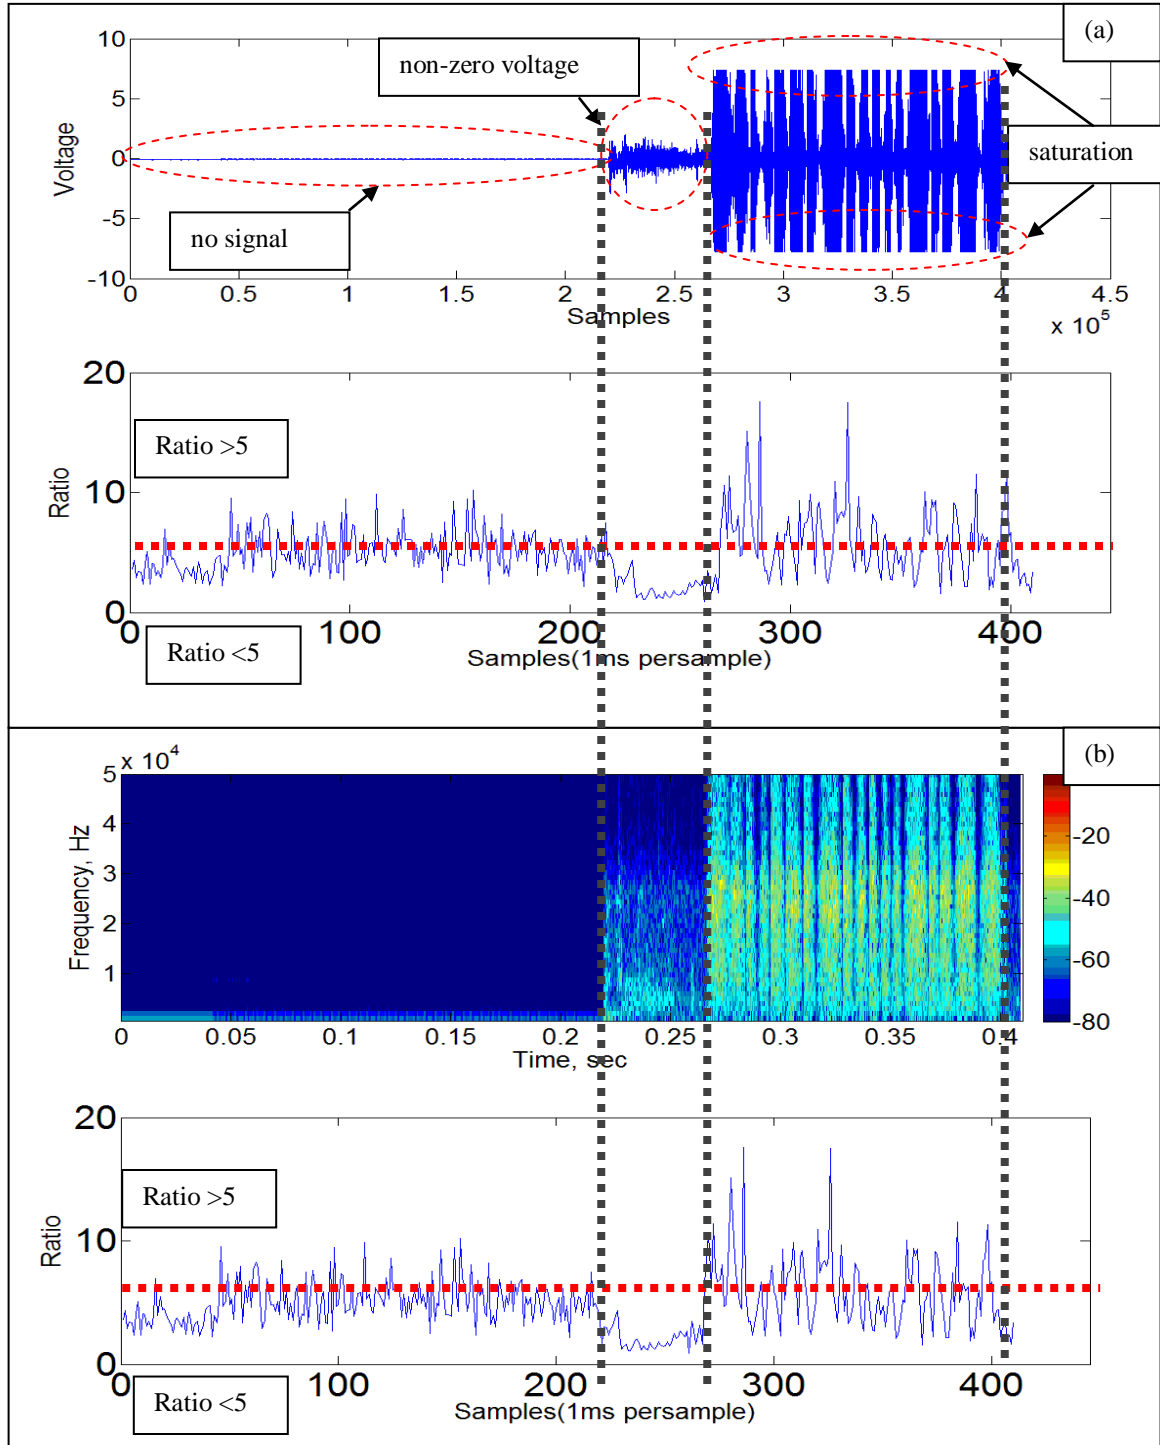 (a)
10
5
0
-5
-10
Voltage
non-zero voltage
no signal
saturation
0 0.5 1 1.5 2 2.5 3 3.5 4 4.5
Samples
x 10^5
20
10
0
Ratio
Ratio >5
Ratio <5
0 100 200 300 400
Samples(1ms persample)
(b)
x 10^4
5
4
3
2
1
Frequency, Hz
0 0.05 0.1 0.15 0.2 0.25 0.3 0.35 0.4
Time, sec
-20
-40
-60
-80
20
10
0
Ratio
Ratio >5
Ratio <5
0 100 200 300 400
Samples(1ms persample)